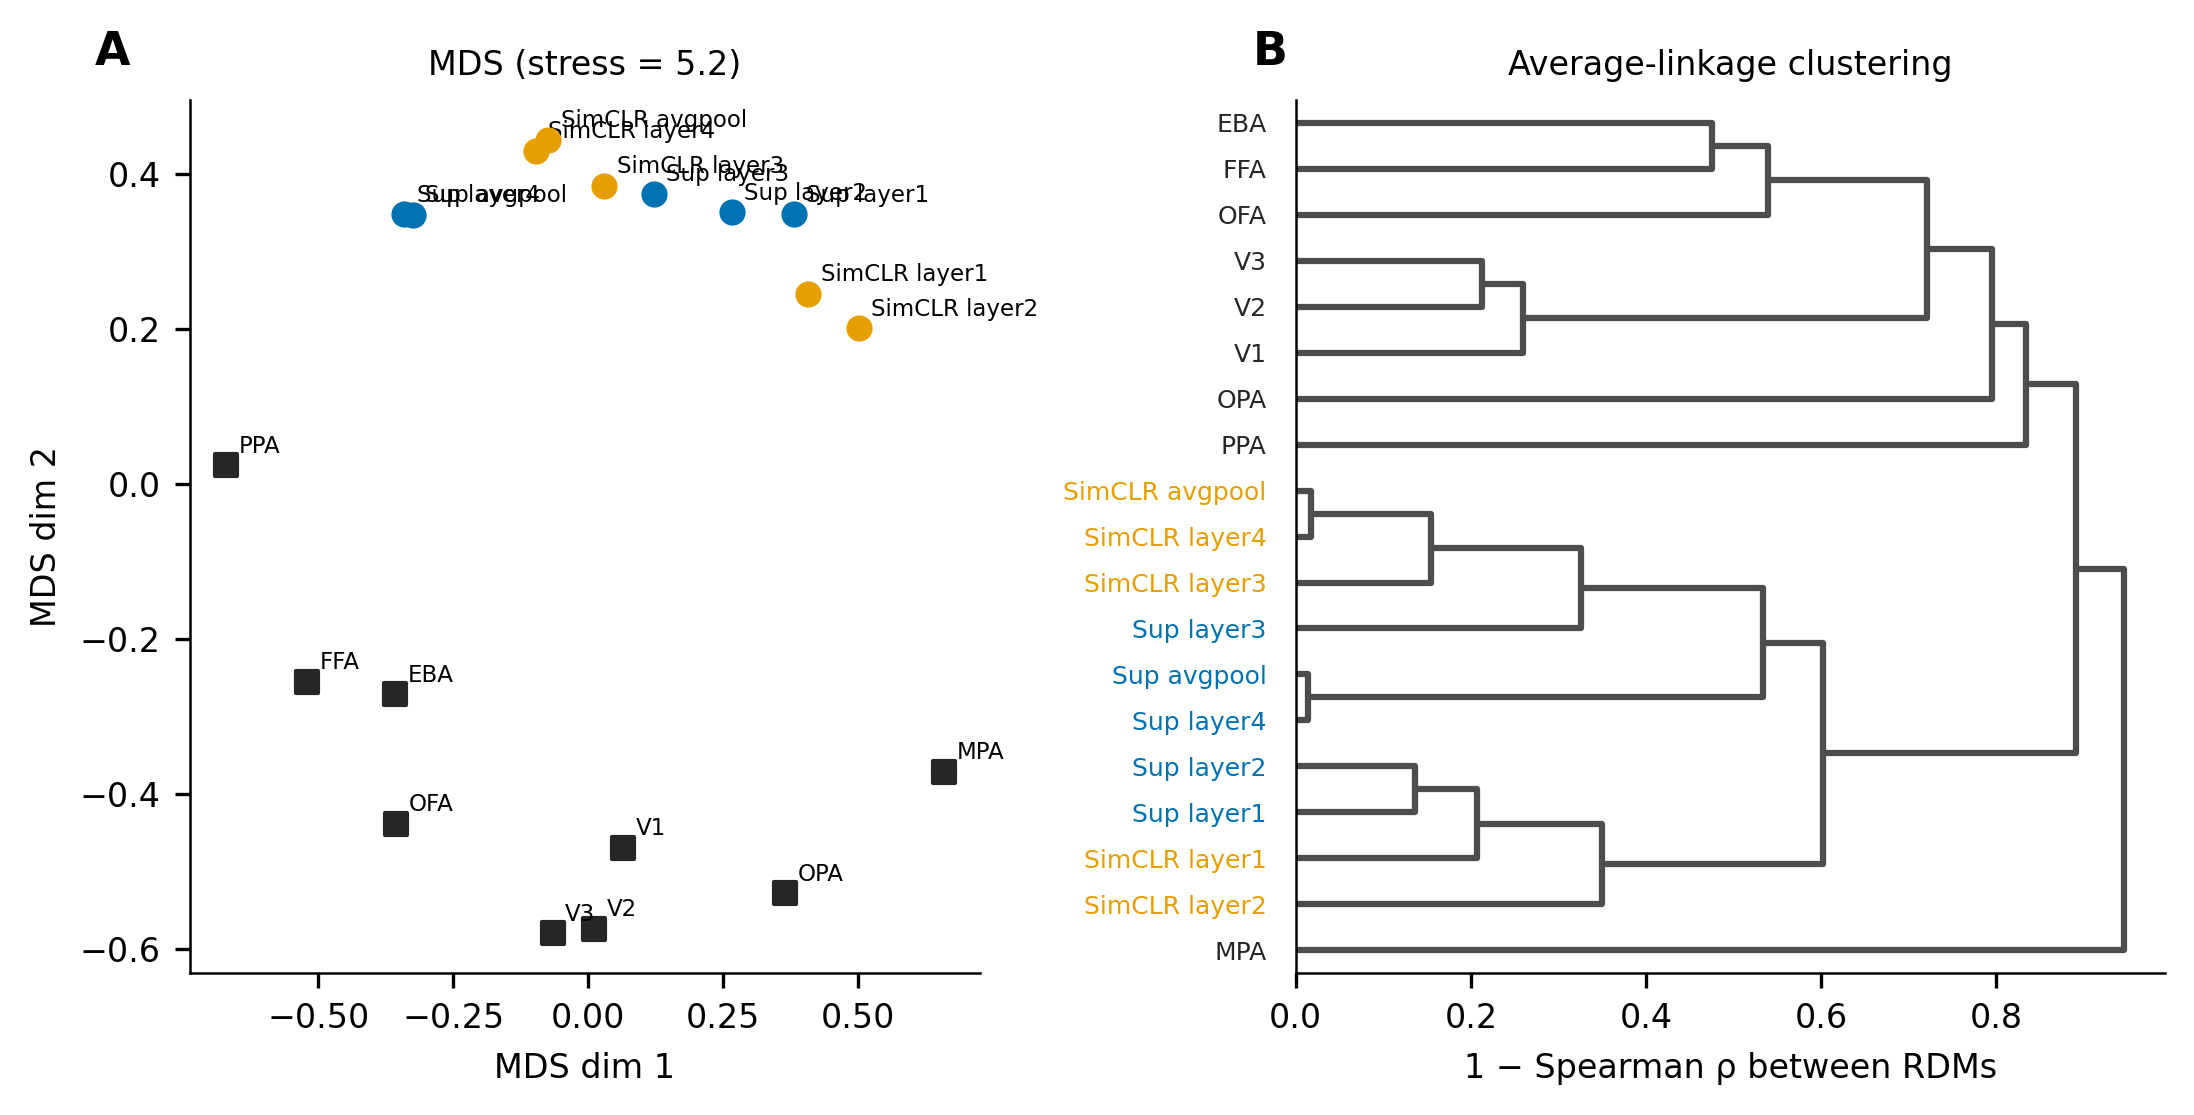 A
MDS (stress = 5.2)
SimCLR avgpool
SimCLR layer4
SimCLR layer3
Sup layer3
Sup layer4
Sup avgpool
Sup layer2
Sup layer1
SimCLR layer1
SimCLR layer2
PPA
FFA
EBA
MPA
OFA
V1
OPA
V3
V2
0.4
0.2
0.0
−0.2
−0.4
−0.6
MDS dim 2
−0.50
−0.25
0.00
0.25
0.50
MDS dim 1
B
Average-linkage clustering
EBA
FFA
OFA
V3
V2
V1
OPA
PPA
SimCLR avgpool
SimCLR layer4
SimCLR layer3
Sup layer3
Sup avgpool
Sup layer4
Sup layer2
Sup layer1
SimCLR layer1
SimCLR layer2
MPA
0.0
0.2
0.4
0.6
0.8
1 − Spearman ρ between RDMs